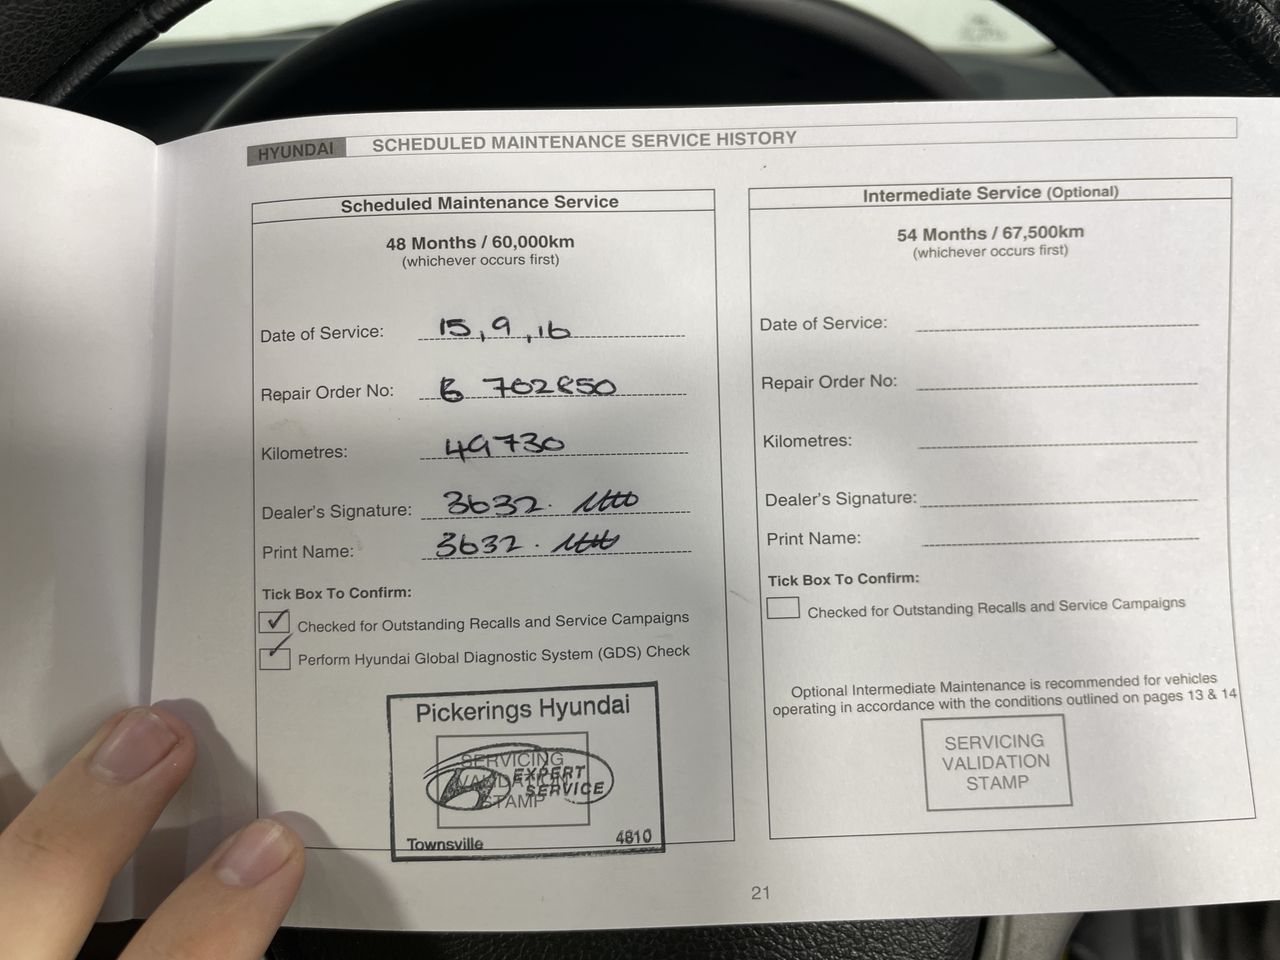 HYUNDAI SCHEDULED MAINTENANCE SERVICE HISTORY
Scheduled Maintenance Service
48 Months / 60,000km
(whichever occurs first)
Date of Service: 15,9,16
Repair Order No: 762850
Kilometres: 49730
Dealer's Signature: 3632.
Print Name: 3632.
Tick Box To Confirm:
Checked for Outstanding Recalls and Service Campaigns
Perform Hyundai Global Diagnostic System (GDS) Check
Pickerings Hyundai
SERVICING
VALIDATION
STAMP
EXPERT
SERVICE
Townsville 4810
Intermediate Service (Optional)
54 Months / 67,500km
(whichever occurs first)
Date of Service:
Repair Order No:
Kilometres:
Dealer's Signature:
Print Name:
Tick Box To Confirm:
Checked for Outstanding Recalls and Service Campaigns
Optional Intermediate Maintenance is recommended for vehicles
operating in accordance with the conditions outlined on pages 13 & 14
SERVICING
VALIDATION
STAMP
21